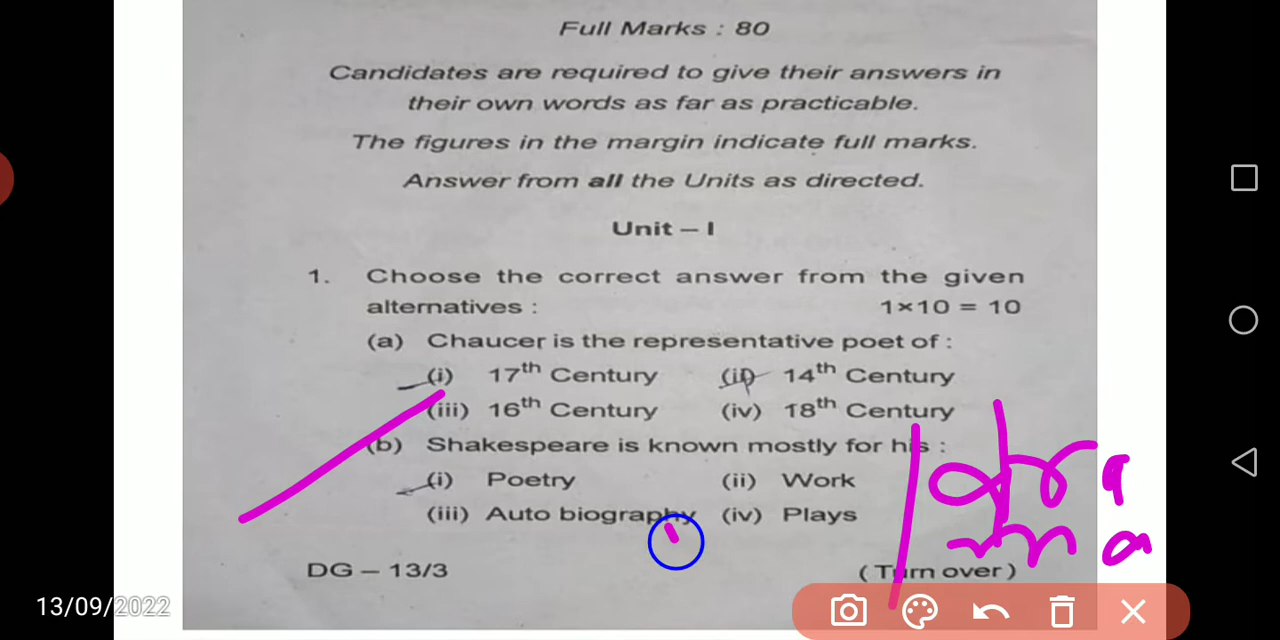 Full Marks : 80
Candidates are required to give their answers in
their own words as far as practicable.
The figures in the margin indicate full marks.
Answer from all the Units as directed.
Unit – I
1. Choose the correct answer from the given
alternatives : 1×10 = 10
(a) Chaucer is the representative poet of :
(i) 17th Century (ii) 14th Century
(iii) 16th Century (iv) 18th Century
(b) Shakespeare is known mostly for his :
(i) Poetry (ii) Work
(iii) Auto biography (iv) Plays
dra
ma
DG – 13/3 (Turn over)
13/09/2022